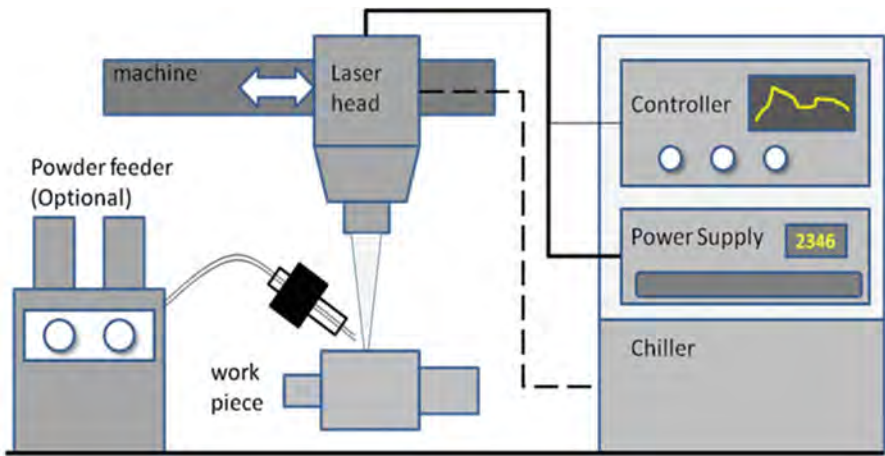 machine
Laser
head
Controller
Powder feeder
(Optional)
Power Supply
2346
Chiller
work
piece